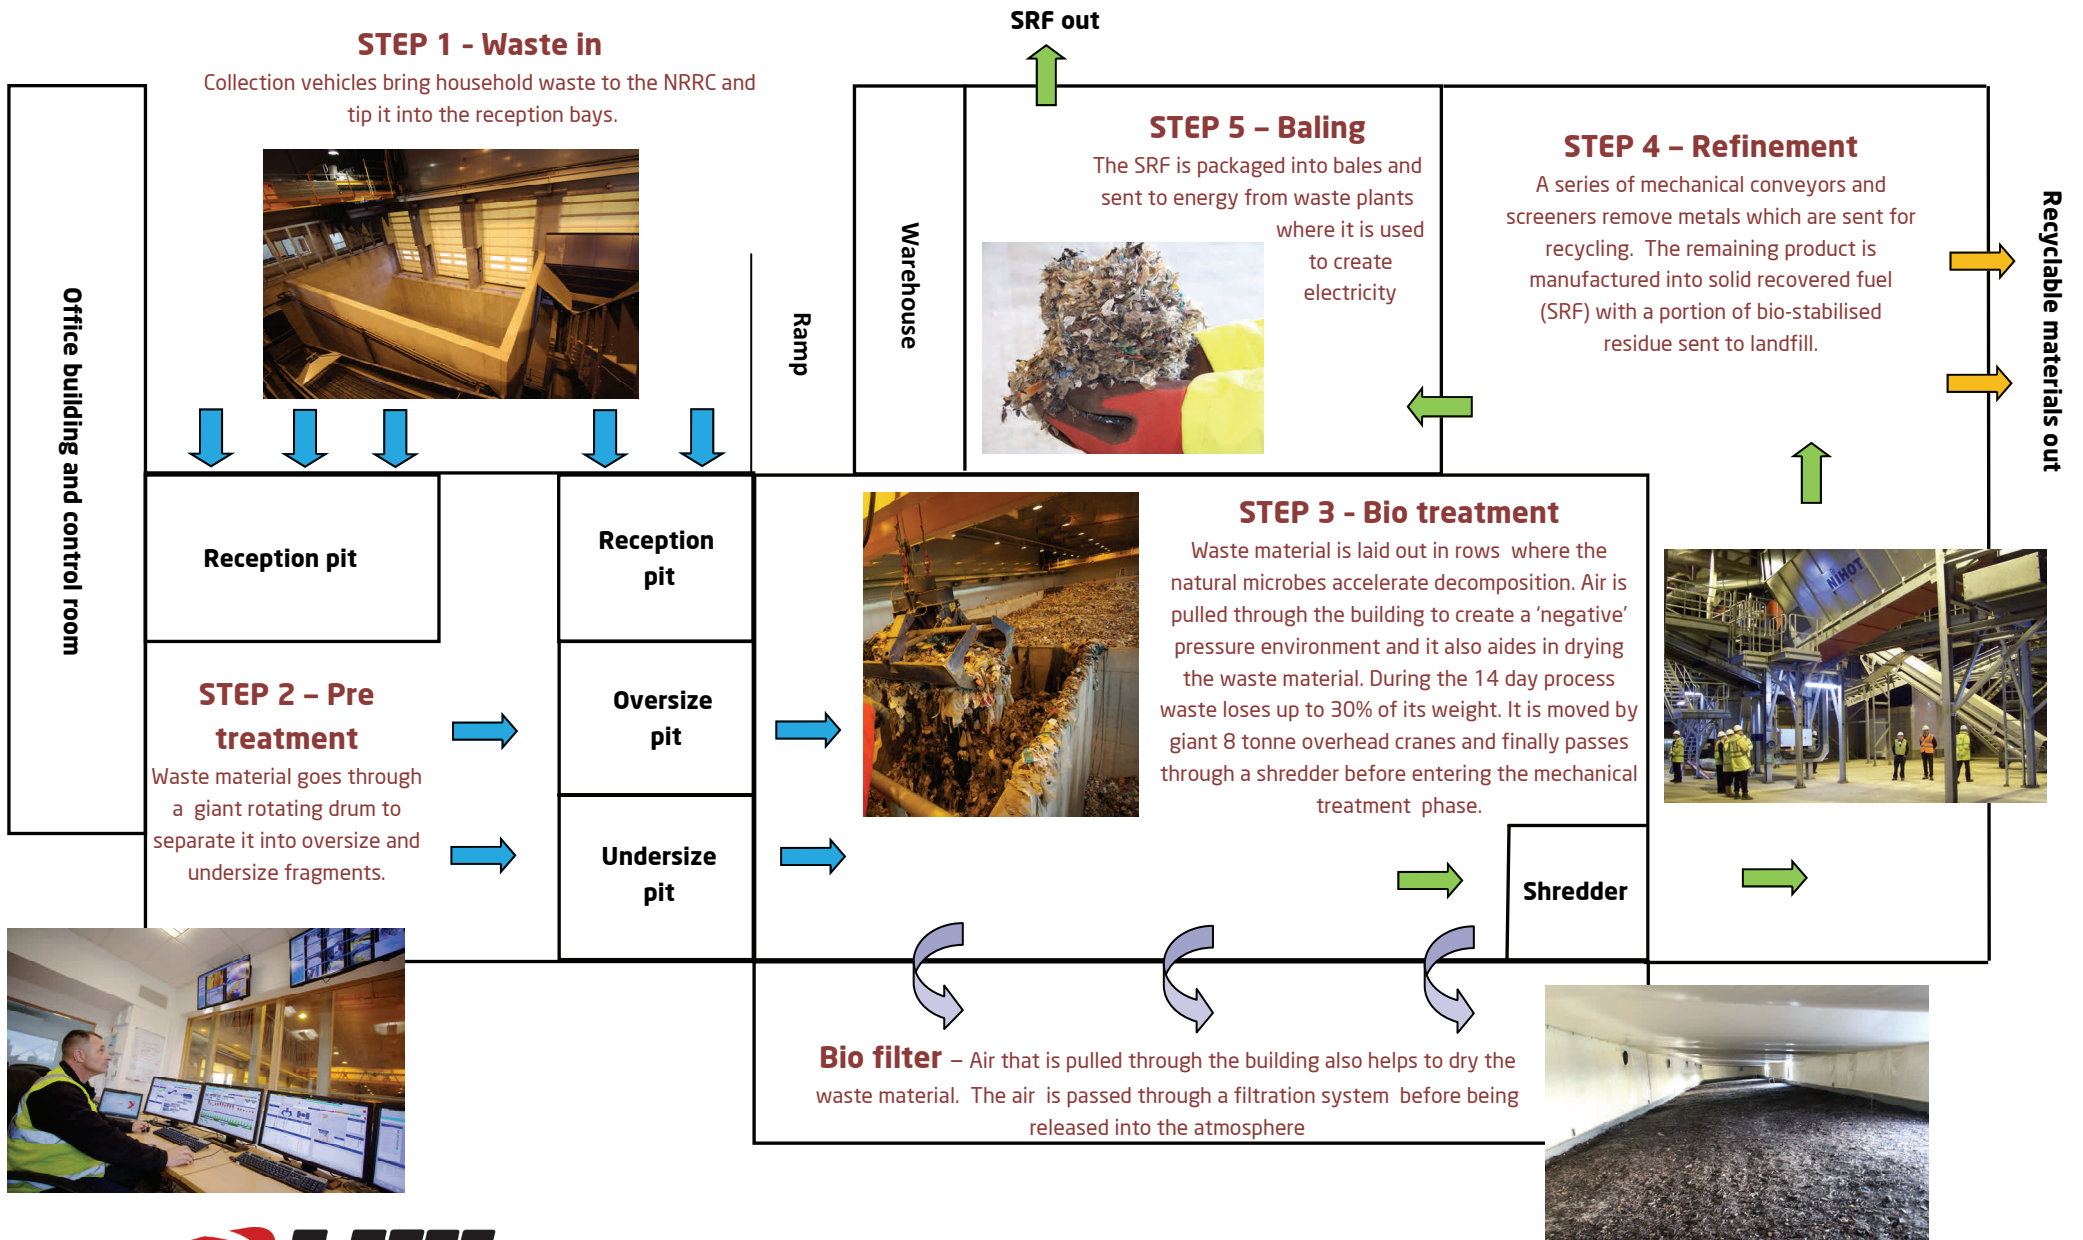 SRF out
STEP 1 - Waste in
Collection vehicles bring household waste to the NRRC and
tip it into the reception bays.
STEP 5 – Baling
The SRF is packaged into bales and
sent to energy from waste plants
where it is used
to create
electricity
STEP 4 – Refinement
A series of mechanical conveyors and
screeners remove metals which are sent for
recycling. The remaining product is
manufactured into solid recovered fuel
(SRF) with a portion of bio-stabilised
residue sent to landfill.
Recyclable materials out
Office building and control room
Ramp
Warehouse
Reception pit
Reception
pit
STEP 2 – Pre
treatment
Waste material goes through
a giant rotating drum to
separate it into oversize and
undersize fragments.
Oversize
pit
Undersize
pit
STEP 3 - Bio treatment
Waste material is laid out in rows where the
natural microbes accelerate decomposition. Air is
pulled through the building to create a ‘negative’
pressure environment and it also aides in drying
the waste material. During the 14 day process
waste loses up to 30% of its weight. It is moved by
giant 8 tonne overhead cranes and finally passes
through a shredder before entering the mechanical
treatment phase.
NIHOT
Shredder
Bio filter – Air that is pulled through the building also helps to dry the
waste material. The air is passed through a filtration system before being
released into the atmosphere